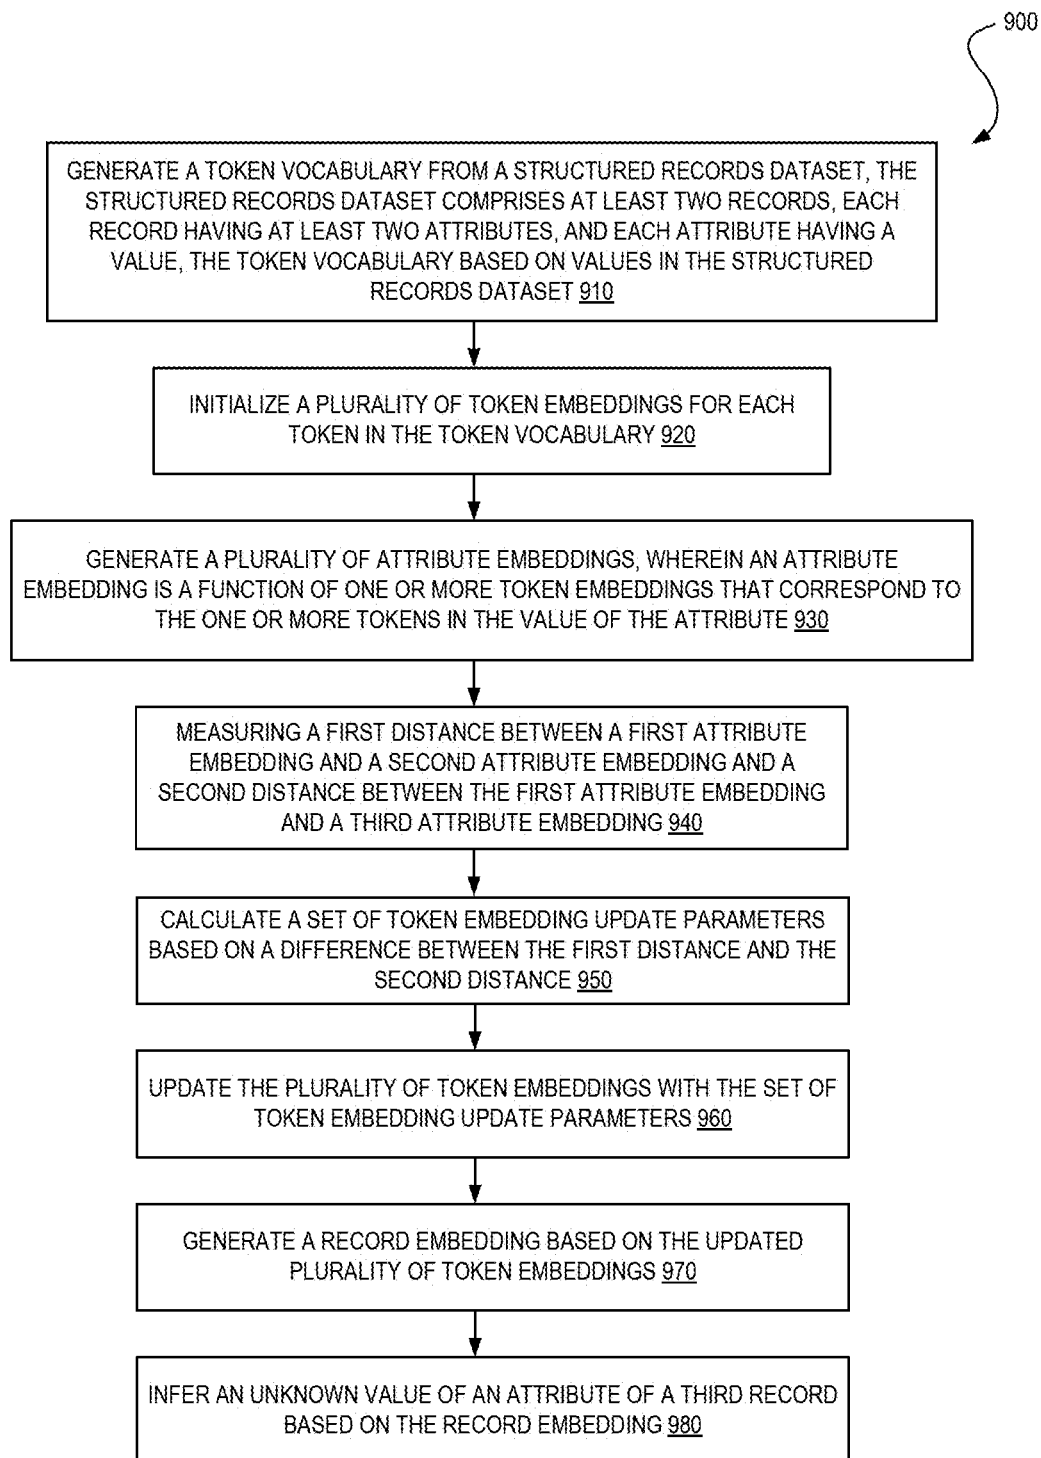 900
GENERATE A TOKEN VOCABULARY FROM A STRUCTURED RECORDS DATASET, THE
STRUCTURED RECORDS DATASET COMPRISES AT LEAST TWO RECORDS, EACH
RECORD HAVING AT LEAST TWO ATTRIBUTES, AND EACH ATTRIBUTE HAVING A
VALUE, THE TOKEN VOCABULARY BASED ON VALUES IN THE STRUCTURED
RECORDS DATASET 910
INITIALIZE A PLURALITY OF TOKEN EMBEDDINGS FOR EACH
TOKEN IN THE TOKEN VOCABULARY 920
GENERATE A PLURALITY OF ATTRIBUTE EMBEDDINGS, WHEREIN AN ATTRIBUTE
EMBEDDING IS A FUNCTION OF ONE OR MORE TOKEN EMBEDDINGS THAT CORRESPOND TO
THE ONE OR MORE TOKENS IN THE VALUE OF THE ATTRIBUTE 930
MEASURING A FIRST DISTANCE BETWEEN A FIRST ATTRIBUTE
EMBEDDING AND A SECOND ATTRIBUTE EMBEDDING AND A
SECOND DISTANCE BETWEEN THE FIRST ATTRIBUTE EMBEDDING
AND A THIRD ATTRIBUTE EMBEDDING 940
CALCULATE A SET OF TOKEN EMBEDDING UPDATE PARAMETERS
BASED ON A DIFFERENCE BETWEEN THE FIRST DISTANCE AND THE
SECOND DISTANCE 950
UPDATE THE PLURALITY OF TOKEN EMBEDDINGS WITH THE SET OF
TOKEN EMBEDDING UPDATE PARAMETERS 960
GENERATE A RECORD EMBEDDING BASED ON THE UPDATED
PLURALITY OF TOKEN EMBEDDINGS 970
INFER AN UNKNOWN VALUE OF AN ATTRIBUTE OF A THIRD RECORD
BASED ON THE RECORD EMBEDDING 980